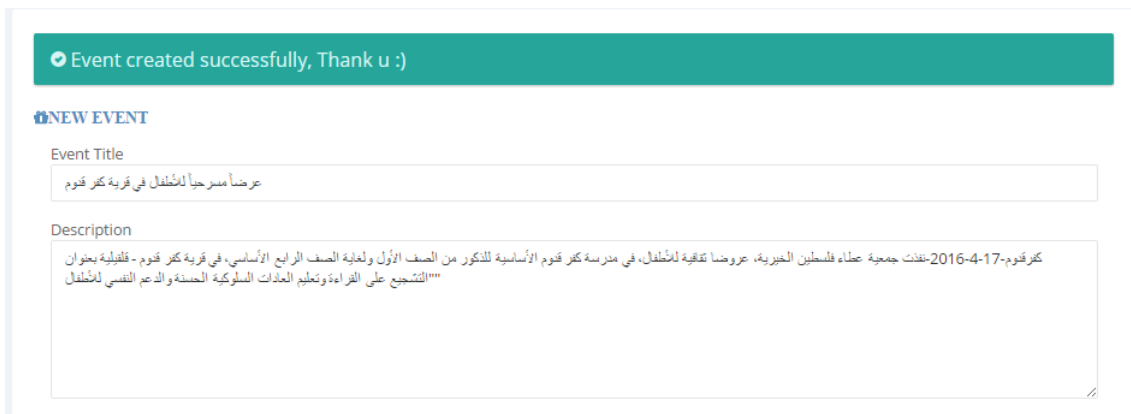 Event created successfully, Thank u :)
NEW EVENT
Event Title
عرضاً مسرحياً للأطفال في قرية كفر قدوم
Description
كفرقدوم-17-4-2016-نفذت جمعية عطاء فلسطين الخيرية، عروضا ثقافية للأطفال، في مدرسة كفر قدوم الأساسية للذكور من الصف الأول ولغاية الصف الرابع الأساسي، في قرية كفر قدوم - قلقيلية بعنوان
""التشجيع على القراءة وتعليم العادات السلوكية الحسنة والدعم النفسي للأطفال